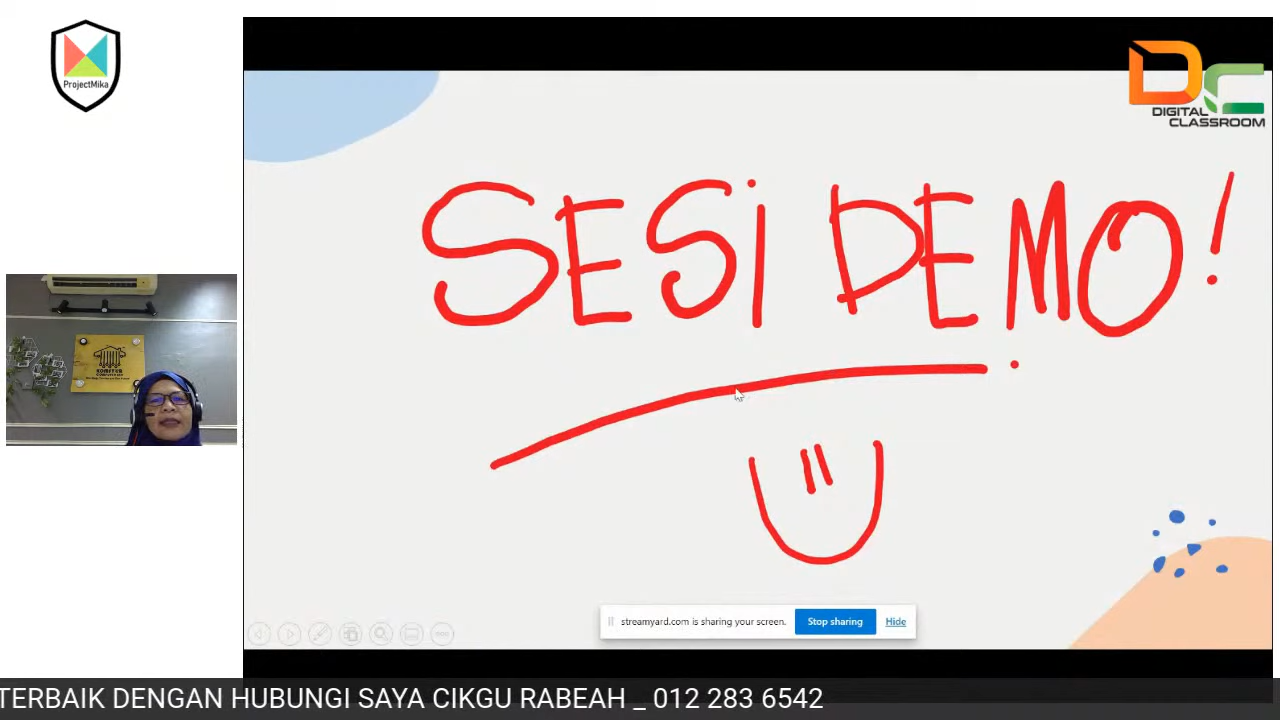 ProjectMika
DIGITAL
CLASSROOM
SESi DEMO!
streamyard.com is sharing your screen.
Stop sharing
Hide
TERBAIK DENGAN HUBUNGI SAYA CIKGU RABEAH _ 012 283 6542